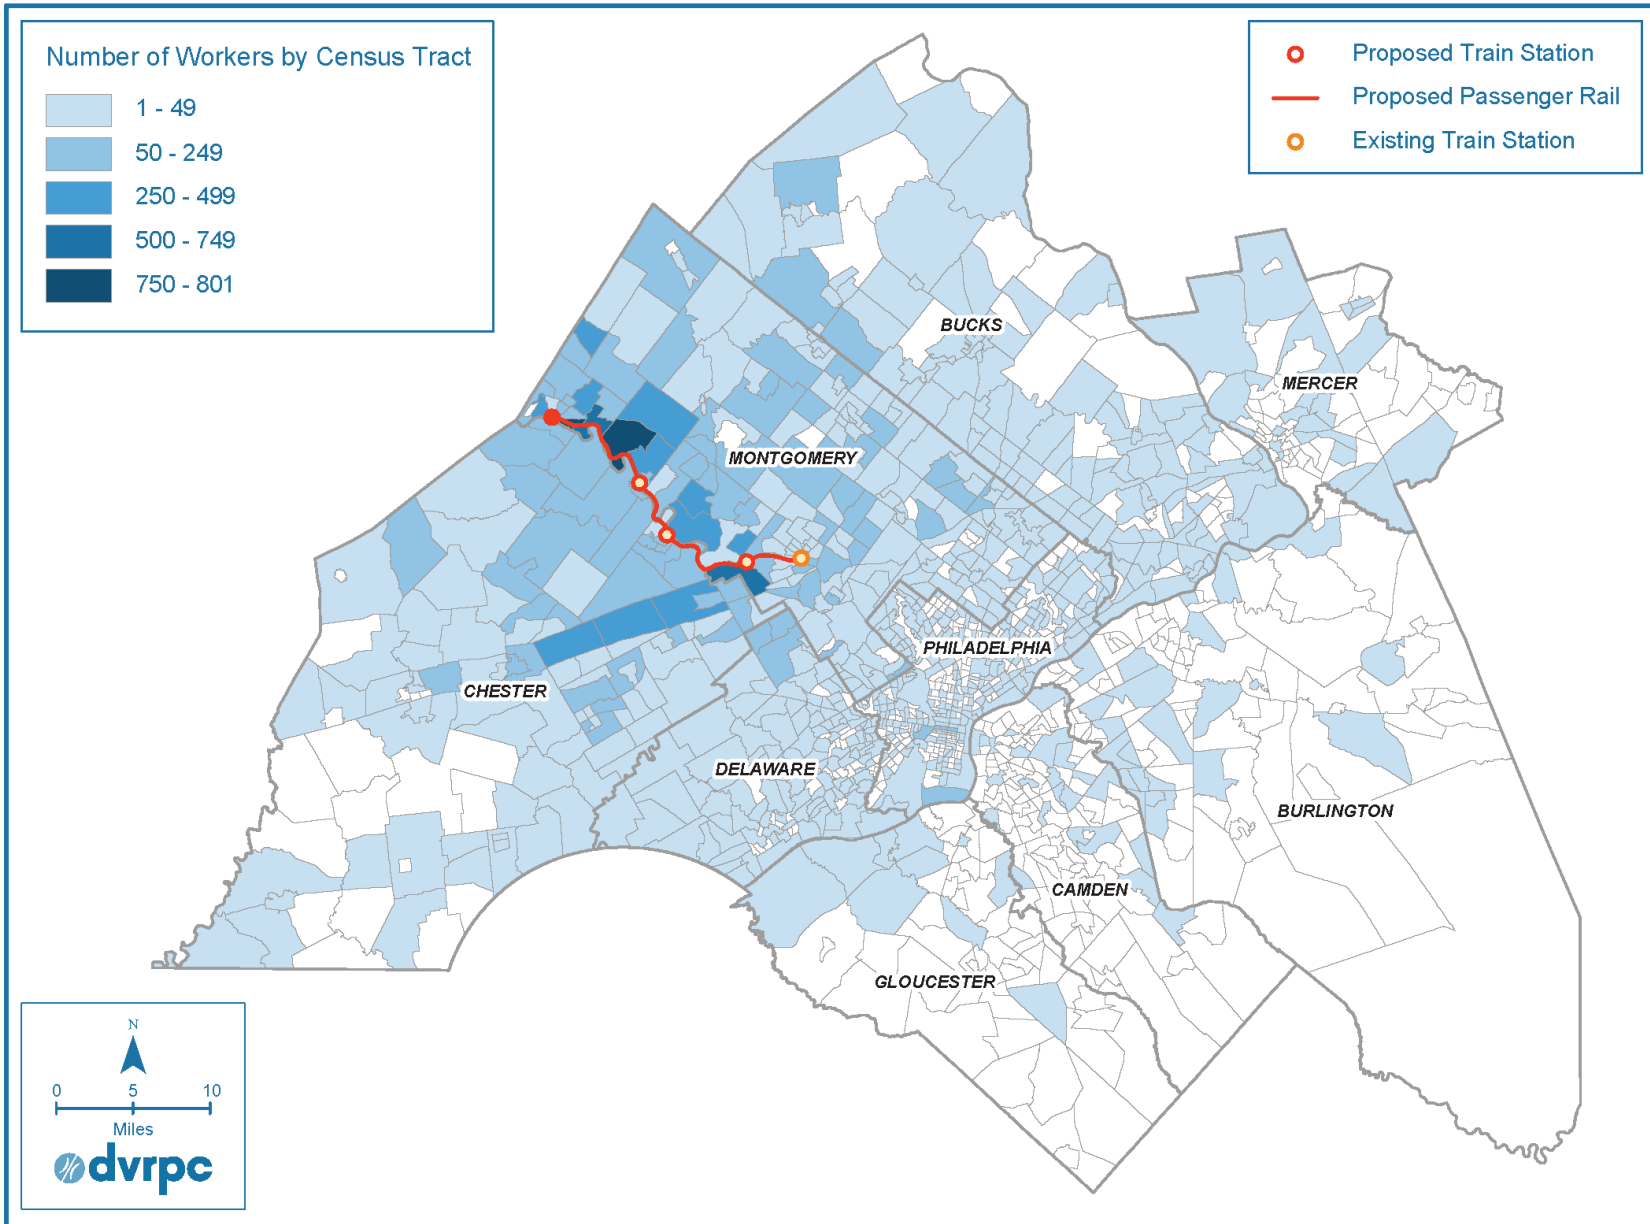 Number of Workers by Census Tract
1 - 49
50 - 249
250 - 499
500 - 749
750 - 801
Proposed Train Station
Proposed Passenger Rail
Existing Train Station
BUCKS
MERCER
MONTGOMERY
PHILADELPHIA
CHESTER
DELAWARE
BURLINGTON
CAMDEN
GLOUCESTER
N
0 5 10
Miles
dvrpc